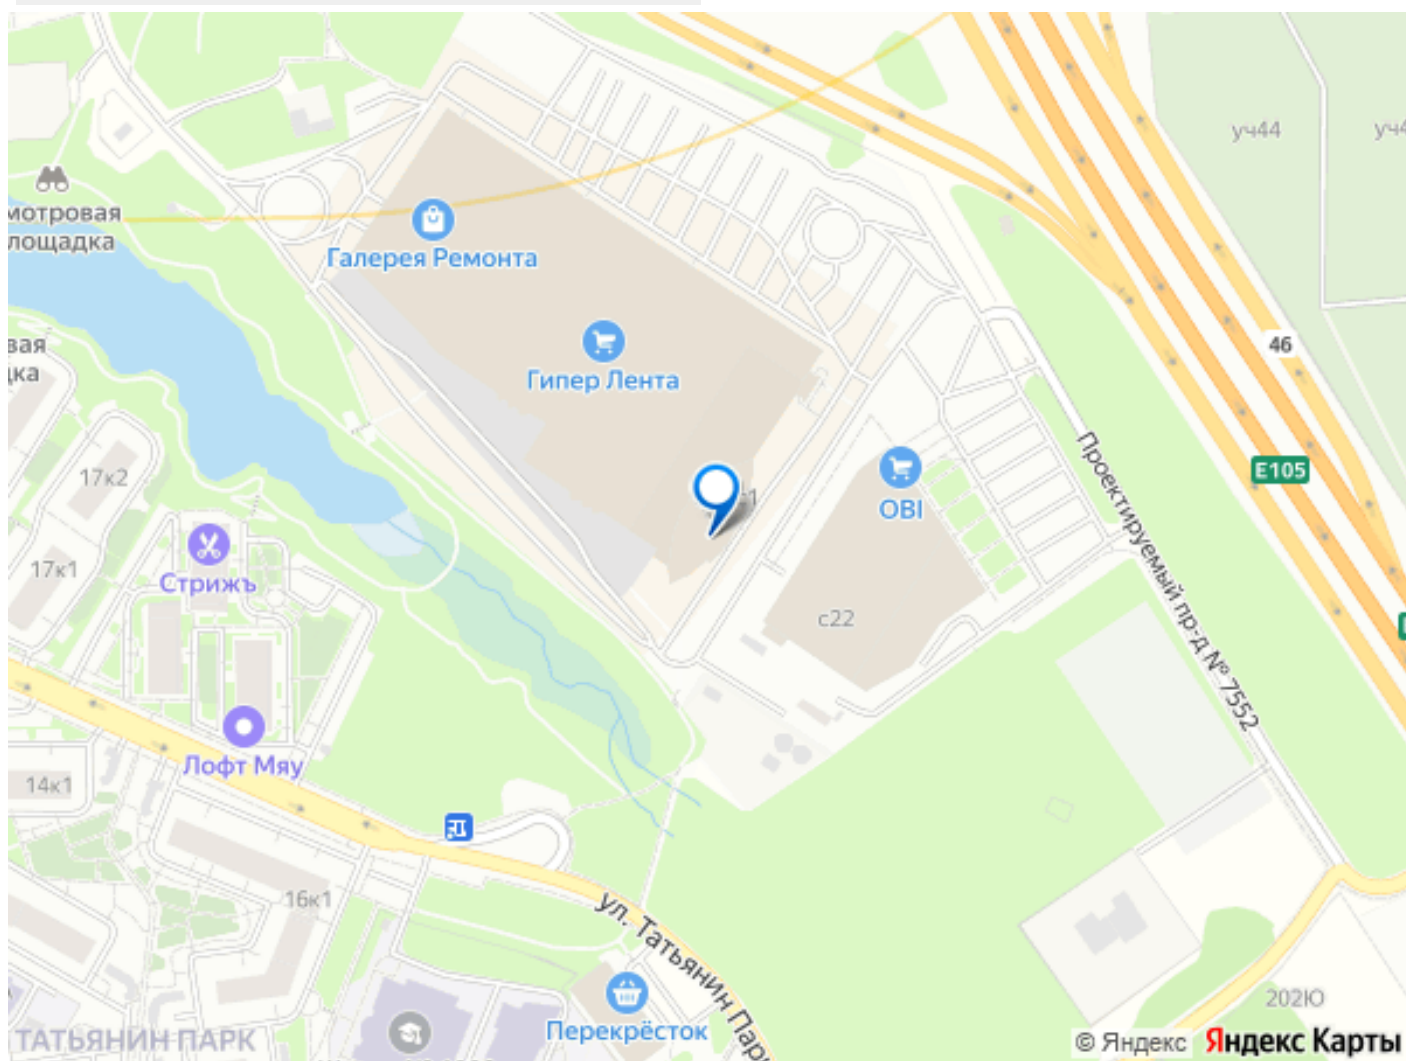 уч44
уч4
мотровая
лощадка
Галерея Ремонта
46
вая
ка
Гипер Лента
E105
17к2
с1
OBI
17к1
Стрижъ
с22
Проектируемый пр-д № 7552
Лофт Мяу
14к1
16к1
ул. Татьянин Парк
202Ю
ТАТЬЯНИН ПАРК
Перекрёсток
© Яндекс Яндекс Карты